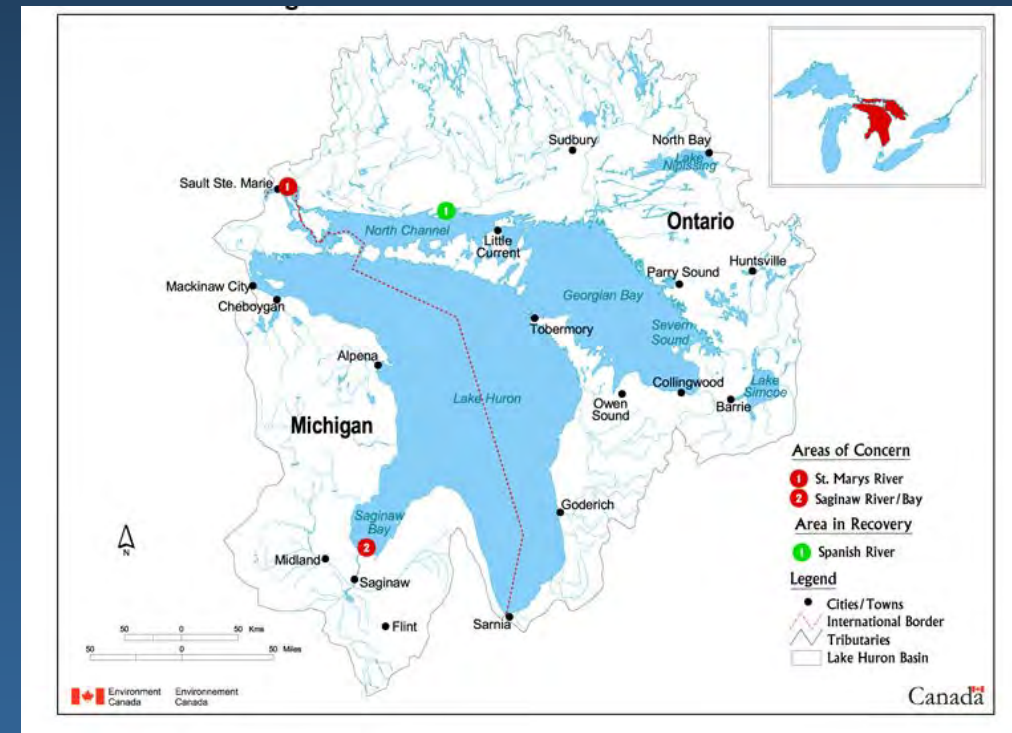 Sudbury
North Bay
Lake
Nipissing
Sault Ste. Marie
1
1
Ontario
North Channel
Little
Current
Huntsville
Parry Sound
Mackinaw City
Georgian Bay
Cheboygan
Tobermory
Severn
Sound
Alpena
Collingwood
Lake
Simcoe
Lake Huron
Owen
Sound
Barrie
Michigan
Areas of Concern
1 St. Marys River
2 Saginaw River/Bay
Goderich
Saginaw
Bay
Area in Recovery
N
2
1 Spanish River
Midland
Legend
Saginaw
Cities/Towns
Flint
Sarnia
International Border
50 0 50 Kms
Tributaries
50 0 50 Miles
Lake Huron Basin
Environment
Canada
Environnement
Canada
Canada